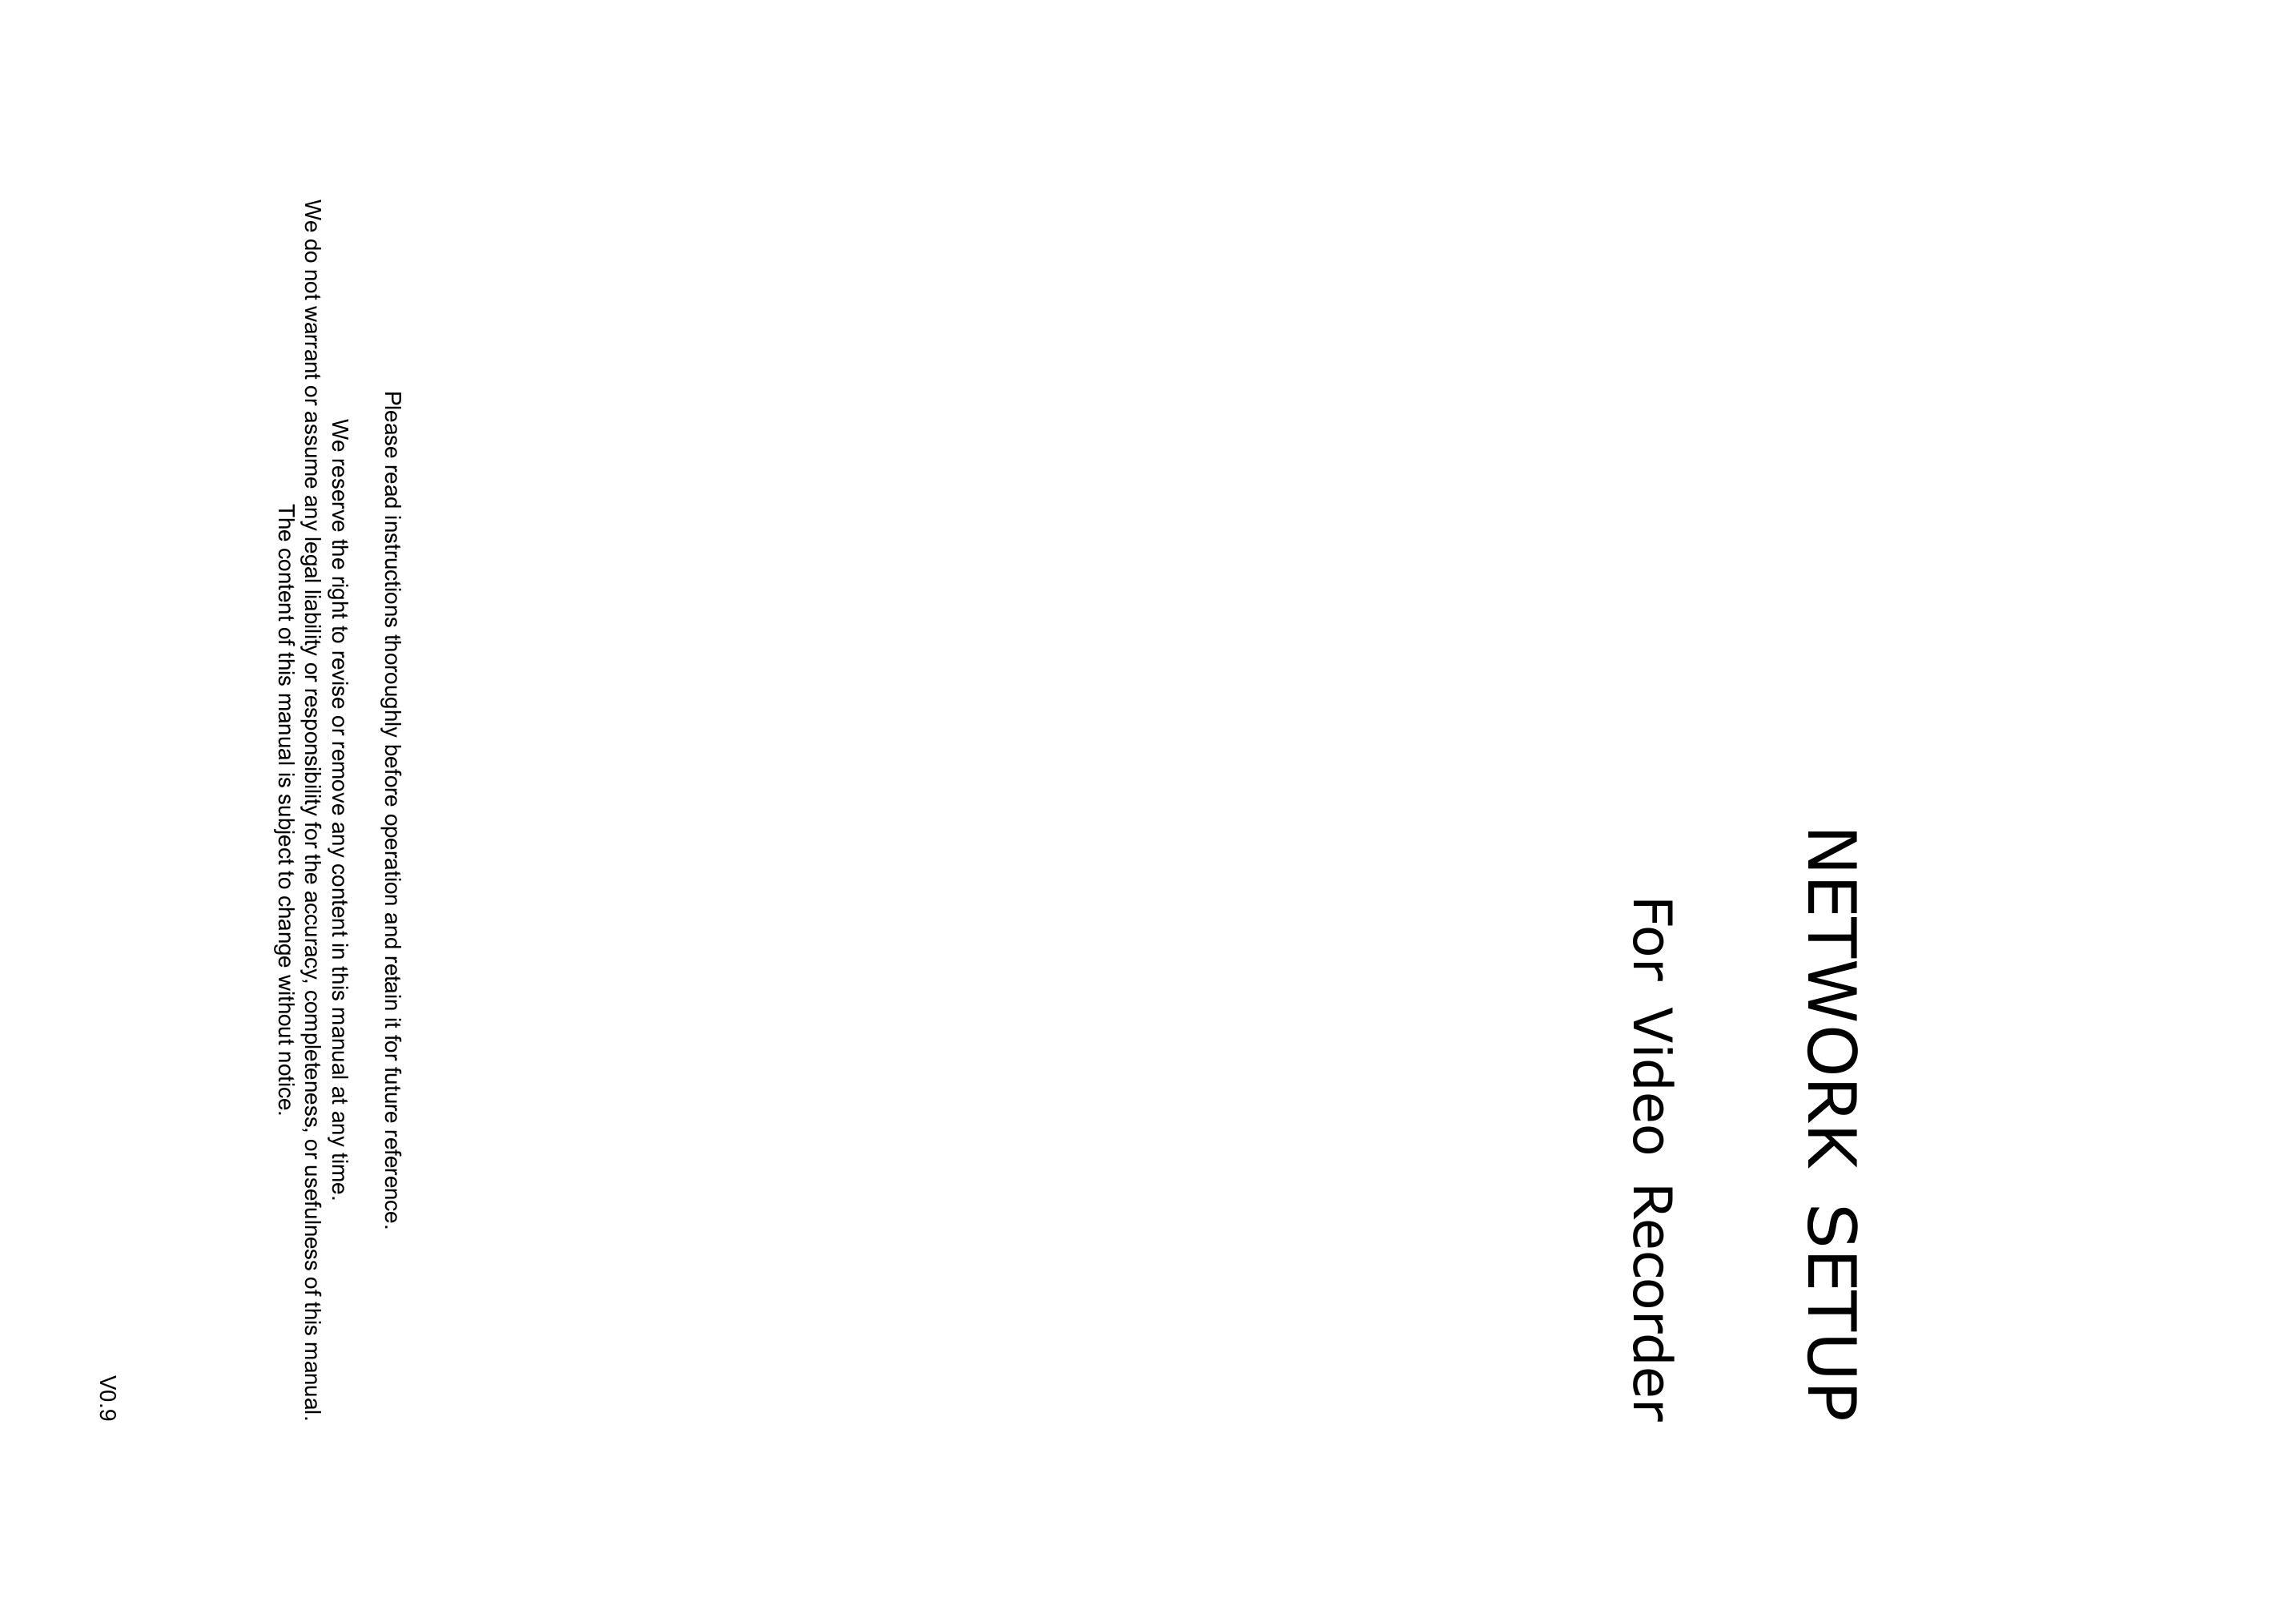 NETWORK SETUP
For Video Recorder
Please read instructions thoroughly before operation and retain it for future reference.
We reserve the right to revise or remove any content in this manual at any time.
We do not warrant or assume any legal liability or responsibility for the accuracy, completeness, or usefulness of this manual.
The content of this manual is subject to change without notice.
V0.9